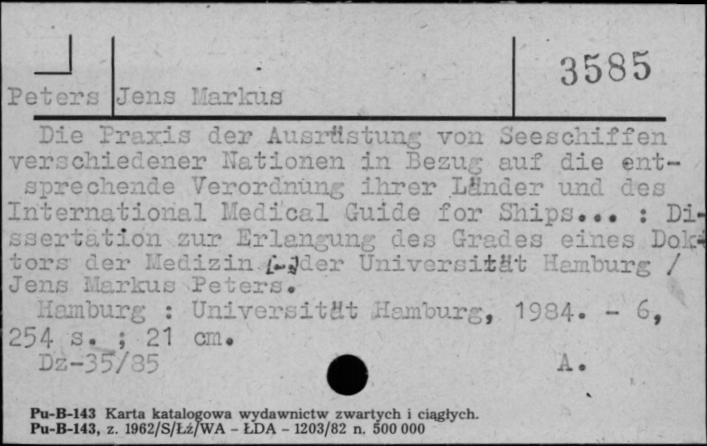 3585
Peters Jens Markus
Die Praxis der Ausrüstung von Seeschiffen
verschiedener Nationen in Bezug auf die ent-
sprechende Verordnung ihrer Länder und des
International Medical Guide for Ships... : Di-
ssertation zur Erlangung des Grades eines Dok-
tors der Medizin [...] der Universität Hamburg /
Jens Markus Peters.
Hamburg : Universität Hamburg, 1984. - 6,
254 s. ; 21 cm.
Dz-35/85 A.
Pu-B-143 Karta katalogowa wydawnictw zwartych i ciągłych.
Pu-B-143, z. 1962/S/Łź/WA - ŁDA - 1203/82 n. 500 000